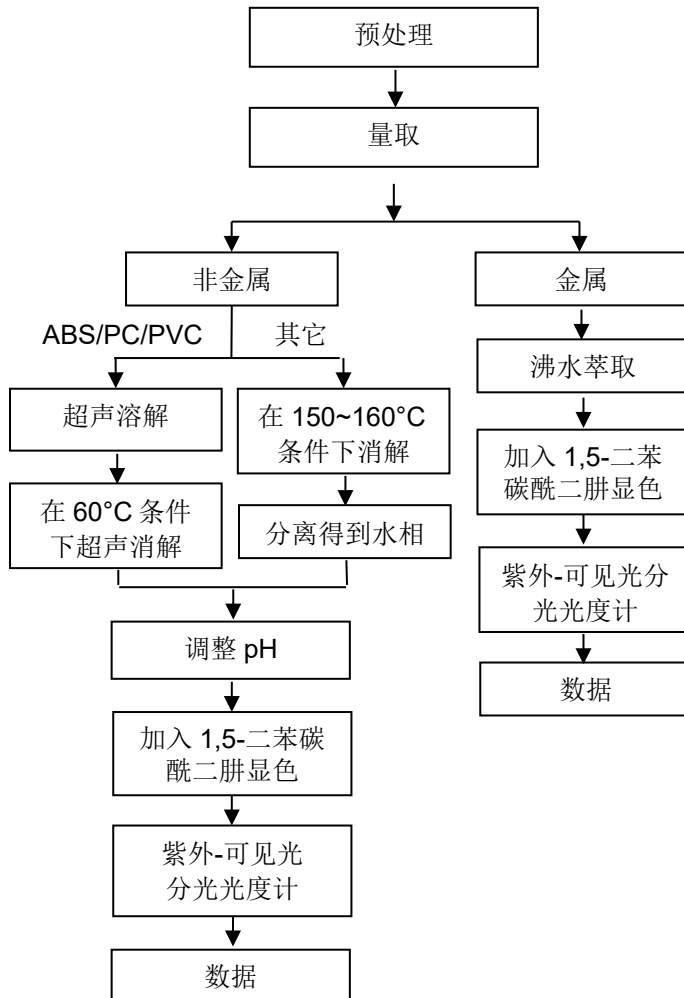 预处理
量取
非金属
金属
ABS/PC/PVC
其它
沸水萃取
超声溶解
在 150~160°C
条件下消解
加入 1,5-二苯
碳酰二肼显色
在 60°C 条件
下超声消解
分离得到水相
紫外-可见光分
光光度计
调整 pH
数据
加入 1,5-二苯碳
酰二肼显色
紫外-可见光
分光光度计
数据